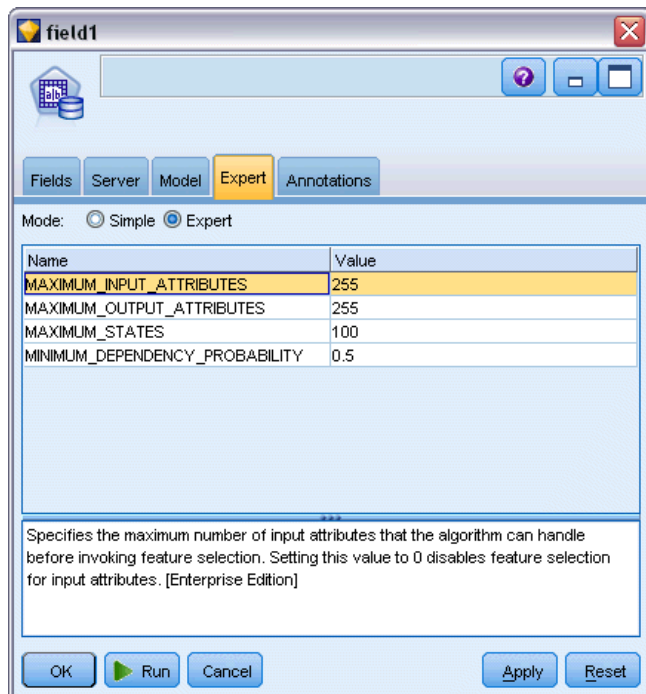 field1
Fields Server Model Expert Annotations
Mode: Simple Expert
Name Value
MAXIMUM_INPUT_ATTRIBUTES 255
MAXIMUM_OUTPUT_ATTRIBUTES 255
MAXIMUM_STATES 100
MINIMUM_DEPENDENCY_PROBABILITY 0.5
Specifies the maximum number of input attributes that the algorithm can handle
before invoking feature selection. Setting this value to 0 disables feature selection
for input attributes. [Enterprise Edition]
OK Run Cancel Apply Reset